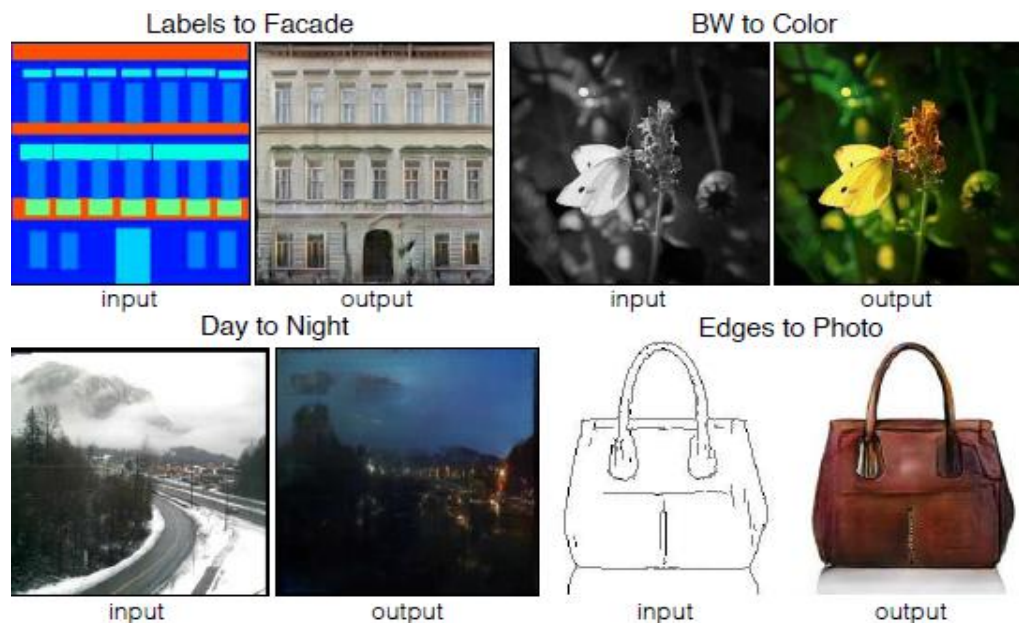 Labels to Facade
BW to Color
input
output
input
output
Day to Night
Edges to Photo
input
output
input
output